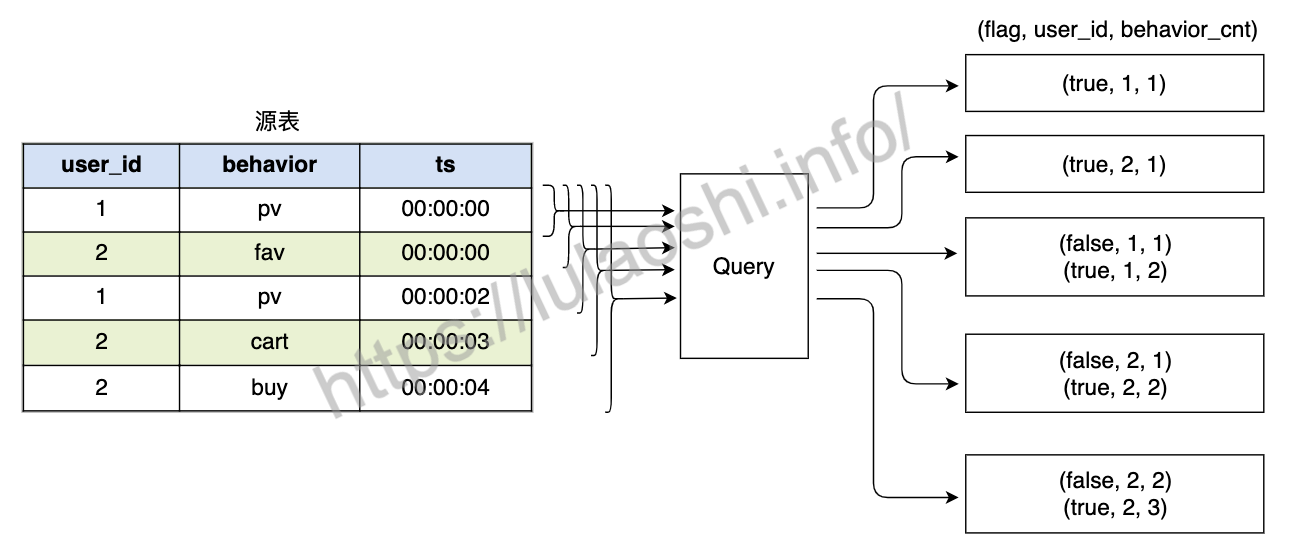 源表
user_id behavior ts
1 pv 00:00:00
2 fav 00:00:00
1 pv 00:00:02
2 cart 00:00:03
2 buy 00:00:04
Query
(flag, user_id, behavior_cnt)
(true, 1, 1)
(true, 2, 1)
(false, 1, 1)
(true, 1, 2)
(false, 2, 1)
(true, 2, 2)
(false, 2, 2)
(true, 2, 3)
https://lulaoshi.info/